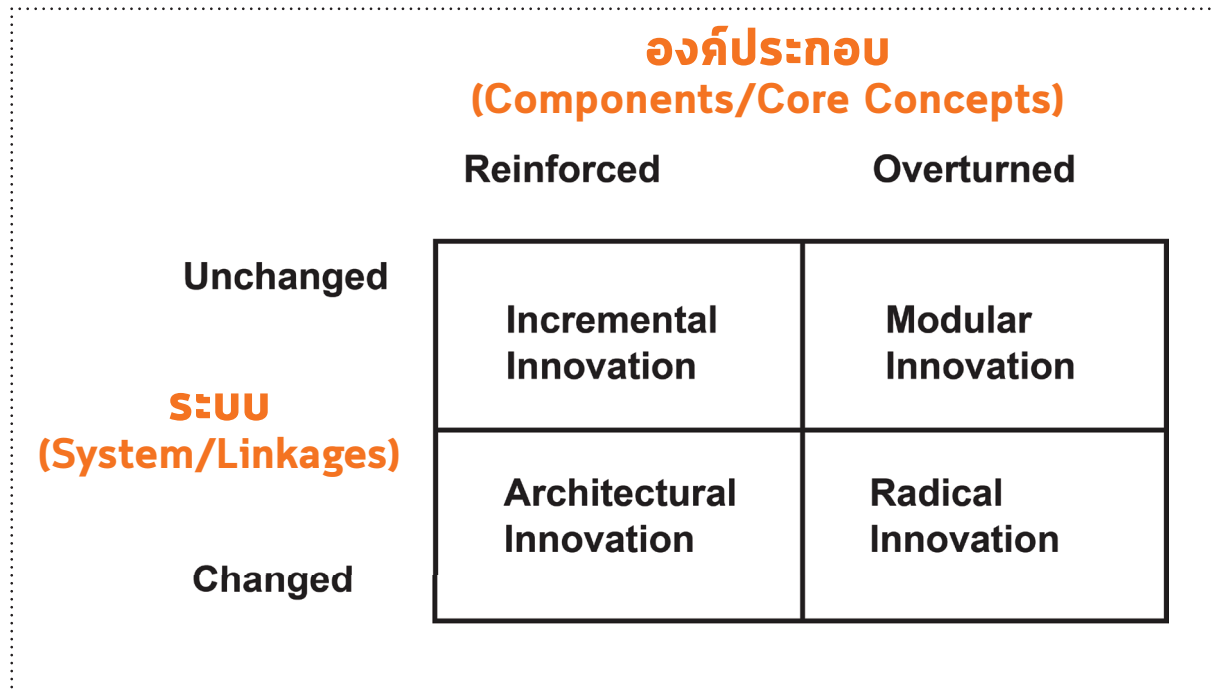 องค์ประกอบ
(Components/Core Concepts)
Reinforced Overturned
Unchanged
Incremental Innovation
Modular Innovation
ระบบ
(System/Linkages)
Architectural Innovation
Radical Innovation
Changed